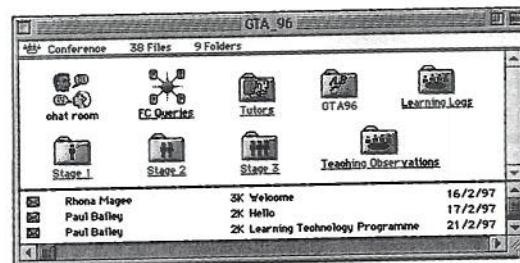 GTA_96
Conference 38 Files 9 Folders
chat room FC Queries Tutors GTA96 Learning Logs
Stage 1 Stage 2 Stage 3 Teaching Observations
Rhona Magee 3K Welcome 16/2/97
Paul Bailey 2K Hello 17/2/97
Paul Bailey 2K Learning Technology Programme 21/2/97